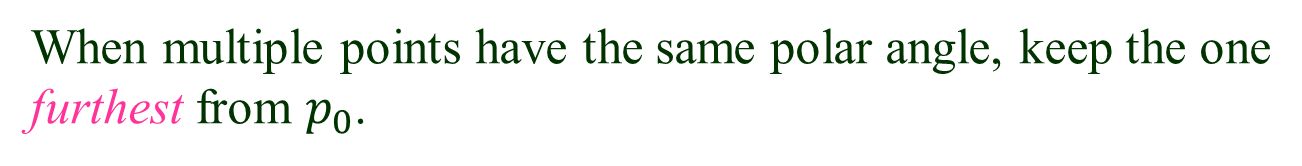 When multiple points have the same polar angle, keep the one
furthest from p₀.